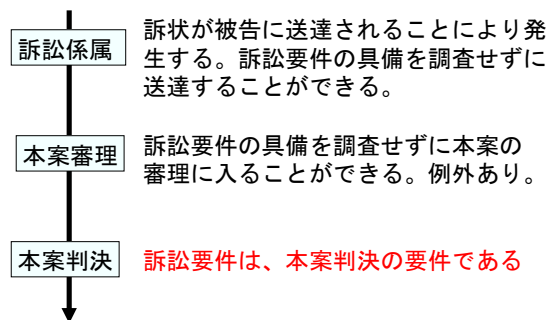 訴訟係属
訴状が被告に送達されることにより発
生する。訴訟要件の具備を調査せずに
送達することができる。
本案審理
訴訟要件の具備を調査せずに本案の
審理に入ることができる。例外あり。
本案判決
訴訟要件は、本案判決の要件である